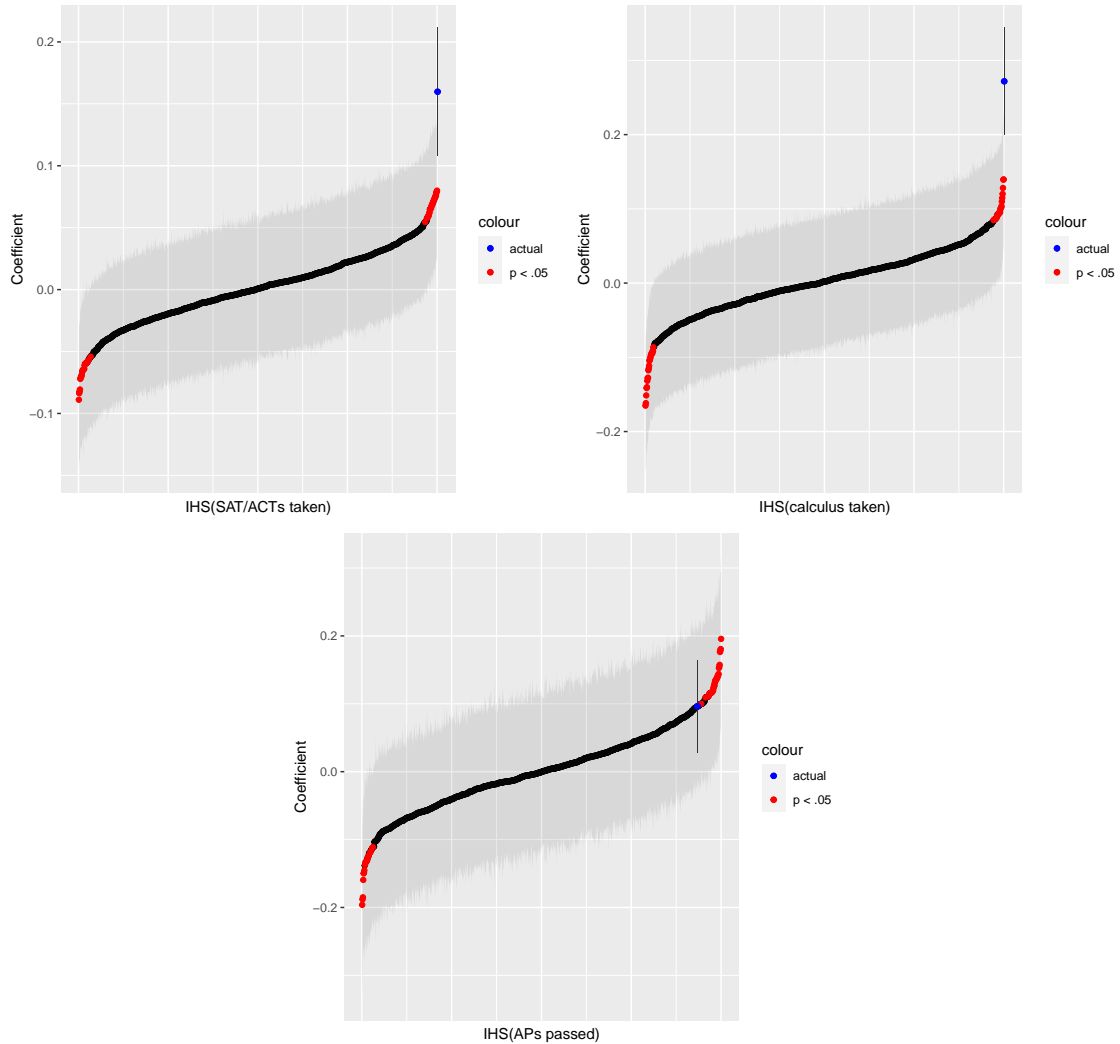 0.2
0.1
0.0
−0.1
Coefficient
IHS(SAT/ACTs taken)
colour
actual
p < .05
0.2
0.0
−0.2
Coefficient
IHS(calculus taken)
colour
actual
p < .05
0.2
0.0
−0.2
Coefficient
IHS(APs passed)
colour
actual
p < .05